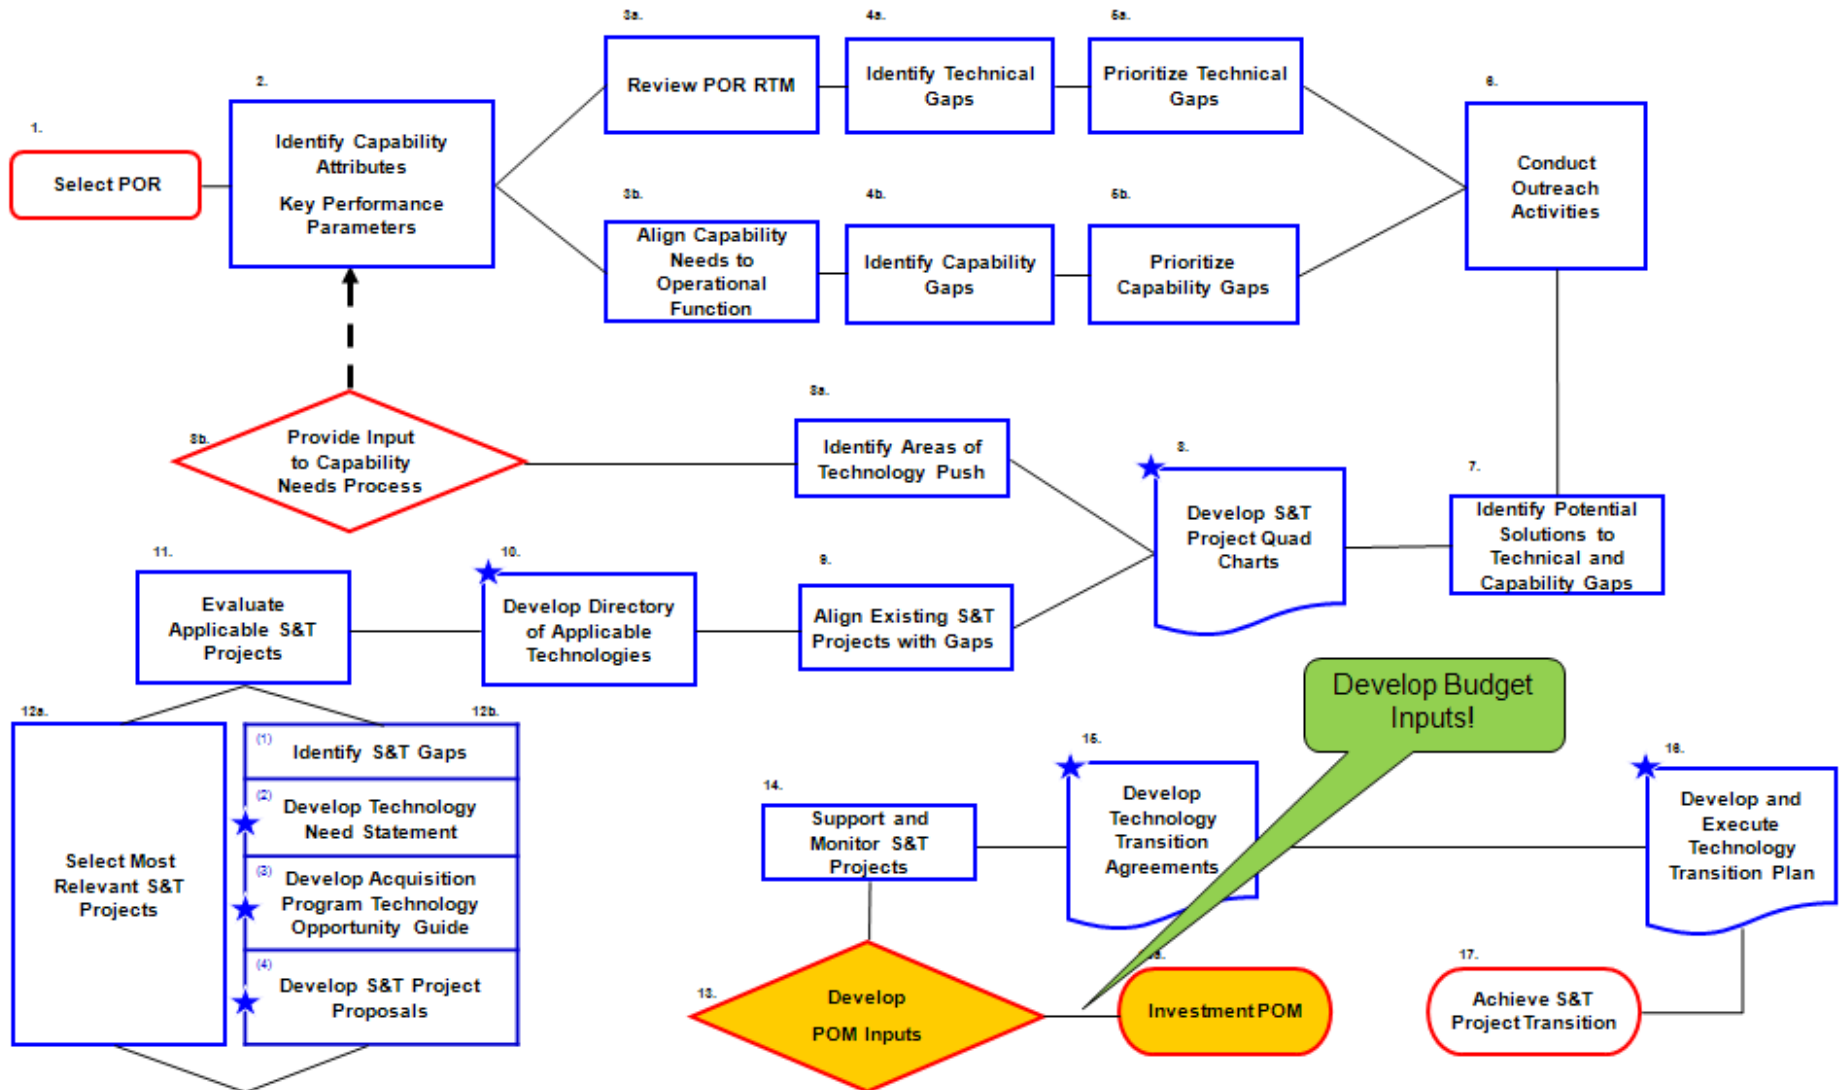 1.
Select POR
2.
Identify Capability
Attributes
Key Performance
Parameters
3a.
Review POR RTM
4a.
Identify Technical
Gaps
5a.
Prioritize Technical
Gaps
3b.
Align Capability
Needs to
Operational
Function
4b.
Identify Capability
Gaps
5b.
Prioritize
Capability Gaps
6.
Conduct
Outreach
Activities
7.
Identify Potential
Solutions to
Technical and
Capability Gaps
8.
Develop S&T
Project Quad
Charts
8a.
Identify Areas of
Technology Push
8b.
Provide Input
to Capability
Needs Process
9.
Align Existing S&T
Projects with Gaps
10.
Develop Directory
of Applicable
Technologies
11.
Evaluate
Applicable S&T
Projects
12a.
Select Most
Relevant S&T
Projects
12b.
(1)
Identify S&T Gaps
(2)
Develop Technology
Need Statement
(3)
Develop Acquisition
Program Technology
Opportunity Guide
(4)
Develop S&T Project
Proposals
Develop Budget
Inputs!
13.
Develop
POM Inputs
Investment POM
14.
Support and
Monitor S&T
Projects
15.
Develop
Technology
Transition
Agreements
16.
Develop and
Execute
Technology
Transition Plan
17.
Achieve S&T
Project Transition